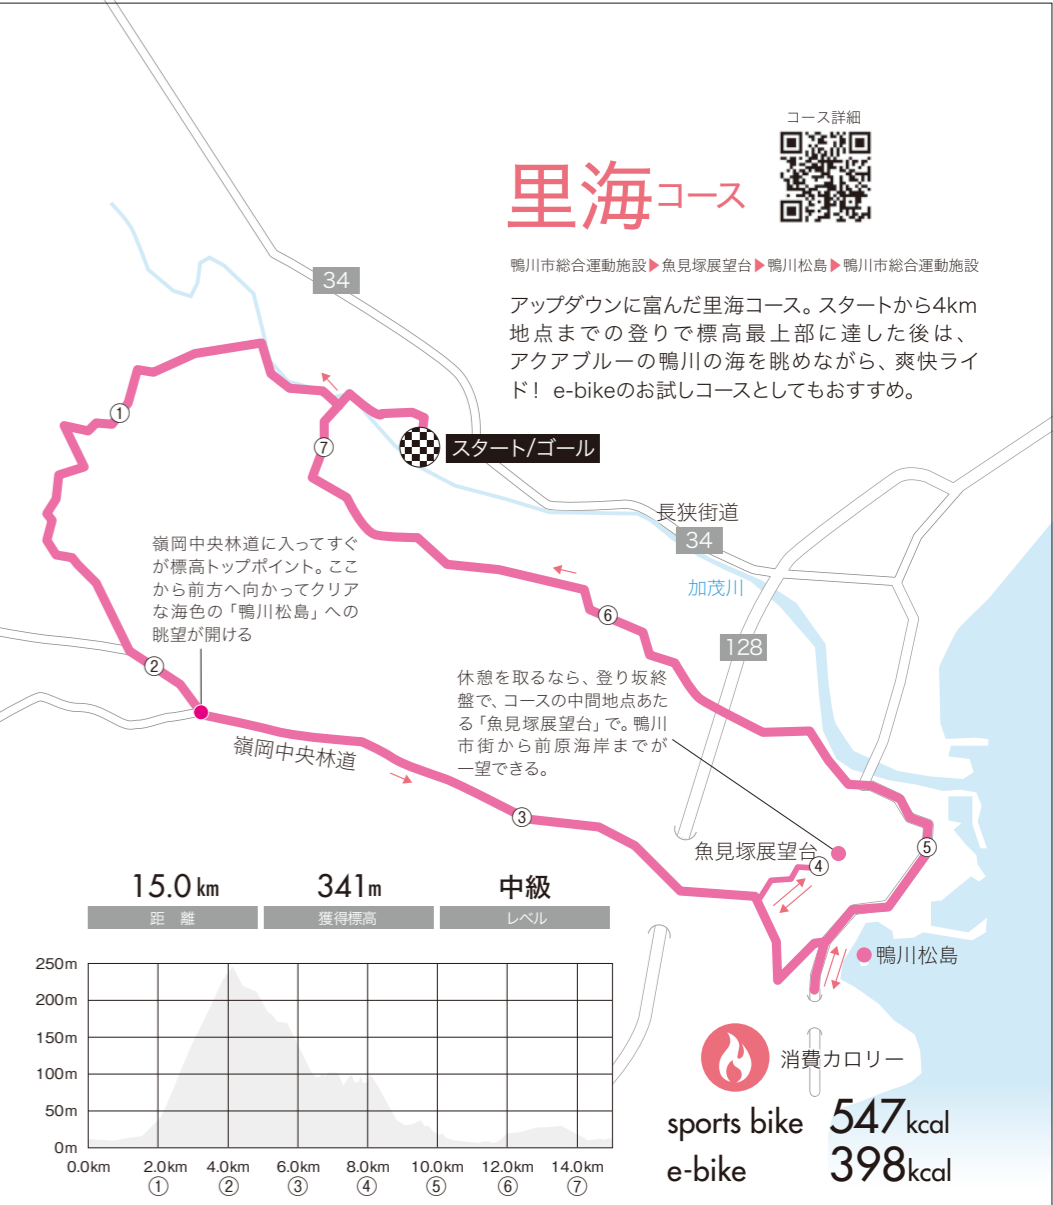 コース詳細
里海コース
鴨川市総合運動施設▶魚見塚展望台▶鴨川松島▶鴨川市総合運動施設
アップダウンに富んだ里海コース。スタートから4km
地点までの登りで標高最上部に達した後は、
アクアブルーの鴨川の海を眺めながら、爽快ライ
ド！ e-bikeのお試しコースとしてもおすすめ。
34
①
⑦
スタート/ゴール
長狭街道
34
加茂川
128
嶺岡中央林道に入ってすぐ
が標高トップポイント。ここ
から前方へ向かってクリア
な海色の「鴨川松島」への
眺望が開ける
⑥
②
休憩を取るなら、登り坂終
盤で、コースの中間地点あた
る「魚見塚展望台」で。鴨川
市街から前原海岸までが
一望できる。
嶺岡中央林道
③
魚見塚展望台
④
⑤
鴨川松島
15.0km 341m 中級
距 離 獲得標高 レベル
250m
200m
150m
100m
50m
0m
0.0km 2.0km 4.0km 6.0km 8.0km 10.0km 12.0km 14.0km
① ② ③ ④ ⑤ ⑥ ⑦
消費カロリー
sports bike 547kcal
e-bike 398kcal